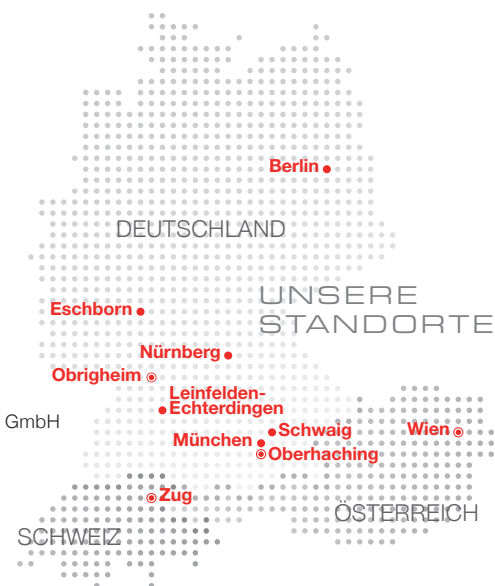 Berlin
DEUTSCHLAND
UNSERE
STANDORTE
Eschborn
Nürnberg
Obrigheim
Leinfelden-
Echterdingen
GmbH
Schwaig
Wien
München
Oberhaching
Zug
ÖSTERREICH
SCHWEIZ